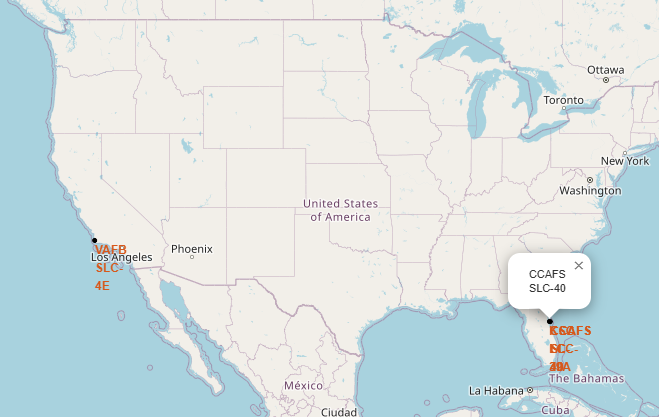 Ottawa
Toronto
New York
Washington
United States
of America
VAFB
SLC-
4E
Los Angeles
Phoenix
×
CCAFS
SLC-40
CCAFS
The Bahamas
La Habana
México
Ciudad
Cuba